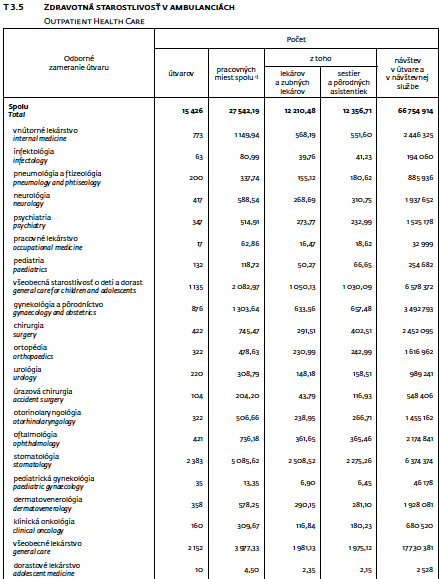 T 3.5 ZDRAVOTNÁ STAROSTLIVOSŤ V AMBULANCIÁCH
OUTPATIENT HEALTH CARE
Odborné zameranie útvaru
Počet
útvarov
pracovných miest spolu ¹⁾
z toho
lekárov a zubných lekárov
sestier a pôrodných asistentiek
návštev v útvare a v návštevnej službe
Spolu 15 426 27 542,19 12 210,48 12 356,71 66 754 914
Total
vnútorné lekárstvo 773 1 149,94 568,19 551,60 2 446 325
internal medicine
infektológia 63 80,99 39,76 41,23 194 060
infectology
pneumológia a ftizeológia 200 337,74 155,12 180,62 885 936
pneumology and phtiseology
neurológia 417 588,54 268,69 310,75 1 937 652
neurology
psychiatria 347 514,91 273,77 232,99 1 525 178
psychiatry
pracovné lekárstvo 17 62,86 16,47 18,62 32 999
occupational medicine
pediatria 132 118,72 50,27 66,65 254 682
paediatrics
všeobecná starostlivosť o deti a dorast 1 135 2 082,97 1 050,13 1 030,09 6 578 372
general care for children and adolescents
gynekológia a pôrodníctvo 876 1 303,64 633,56 657,48 3 492 793
gynaecology and obstetrics
chirurgia 422 745,47 291,51 402,51 2 452 095
surgery
ortopédia 322 478,63 230,99 242,99 1 616 962
orthopaedics
urológia 220 308,79 148,18 158,51 989 241
urology
úrazová chirurgia 104 204,20 43,79 116,93 548 406
accident surgery
otorinolaryngológia 322 506,66 238,95 266,71 1 455 162
otorhinolaryngology
oftalmológia 421 736,18 361,65 365,46 2 174 841
ophthalmology
stomatológia 2 383 5 085,62 2 508,52 2 275,26 6 374 374
stomatology
pediatrická gynekológia 35 13,35 6,90 6,45 46 178
paediatric gynaecology
dermatovenerológia 358 578,25 290,15 281,10 1 928 081
dermatovenerology
klinická onkológia 160 309,67 116,84 180,23 680 520
clinical oncology
všeobecné lekárstvo 2 152 3 977,33 1 981,13 1 975,12 17 730 381
general care
dorastové lekárstvo 10 4,50 2,35 2,15 2 528
adolescent medicine